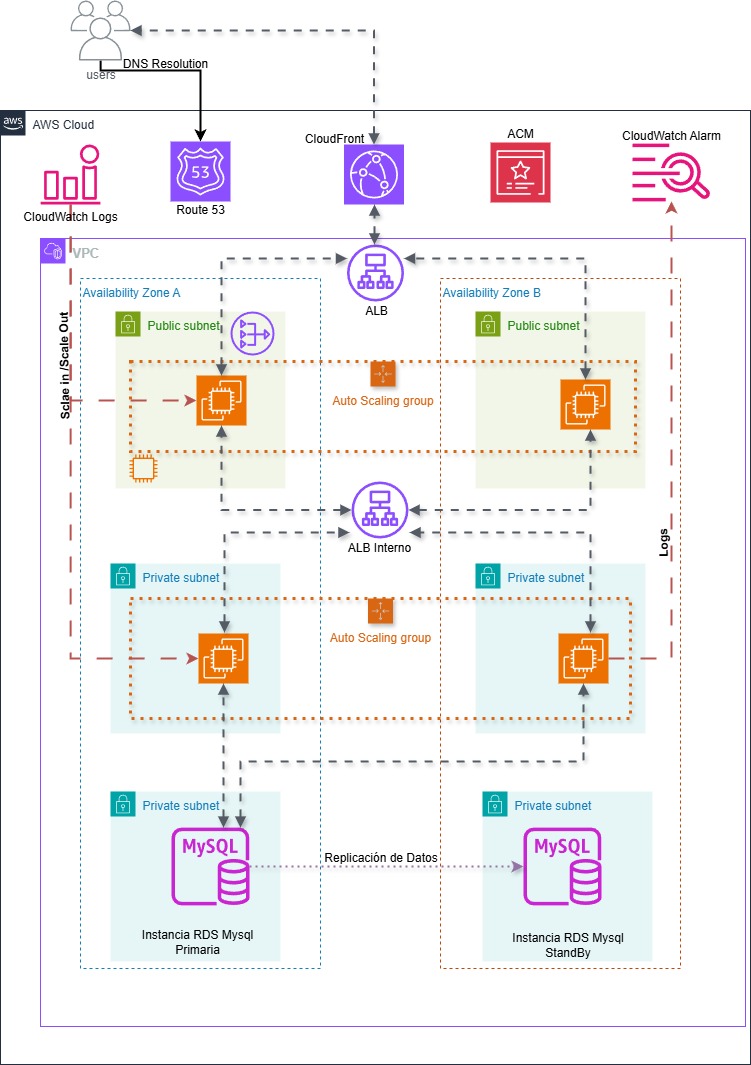 users
DNS Resolution
aws
AWS Cloud
CloudWatch Logs
53
Route 53
CloudFront
ACM
CloudWatch Alarm
VPC
ALB
Availability Zone A
Availability Zone B
Public subnet
Public subnet
Sclae in /Scale Out
Auto Scaling group
ALB Interno
Logs
Private subnet
Private subnet
Auto Scaling group
Private subnet
Private subnet
MySQL
Replicación de Datos
MySQL
Instancia RDS Mysql
Primaria
Instancia RDS Mysql
StandBy